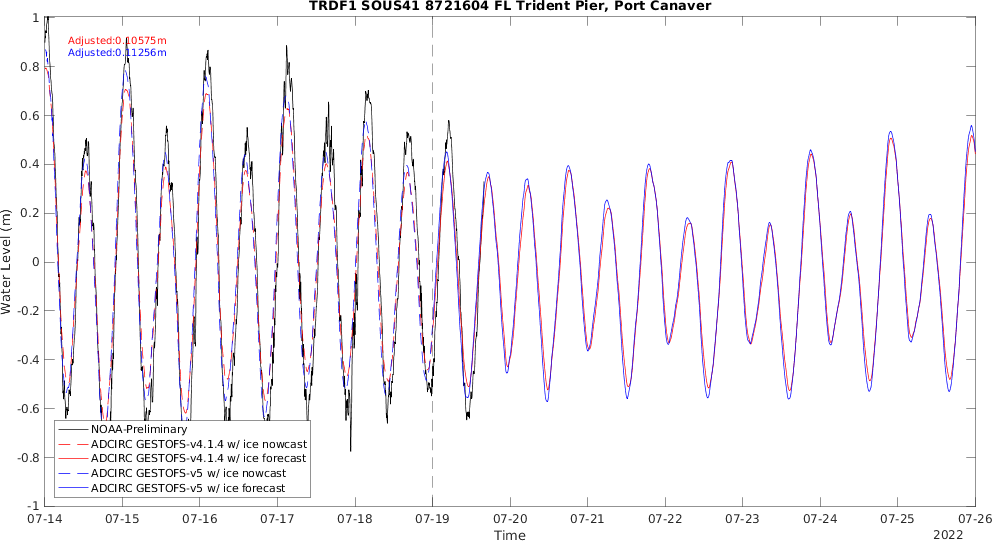 TRDF1 SOUS41 8721604 FL Trident Pier, Port Canaver
Adjusted:0.10575m
Adjusted:0.11256m
Water Level (m)
1
0.8
0.6
0.4
0.2
0
-0.2
-0.4
-0.6
-0.8
-1
NOAA-Preliminary
ADCIRC GESTOFS-v4.1.4 w/ ice nowcast
ADCIRC GESTOFS-v4.1.4 w/ ice forecast
ADCIRC GESTOFS-v5 w/ ice nowcast
ADCIRC GESTOFS-v5 w/ ice forecast
07-14 07-15 07-16 07-17 07-18 07-19 07-20 07-21 07-22 07-23 07-24 07-25 07-26
Time
2022